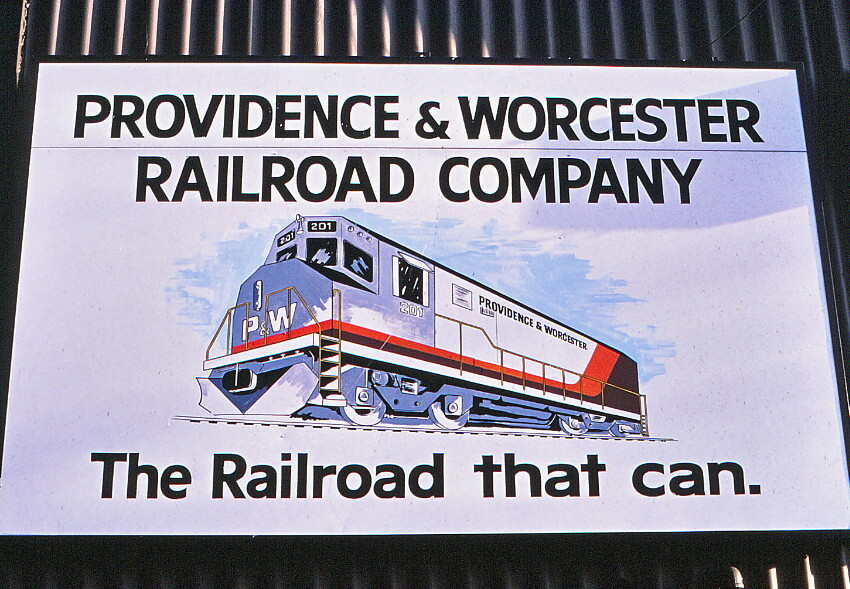 PROVIDENCE & WORCESTER
RAILROAD COMPANY
201 201
201
PROVIDENCE & WORCESTER
P&W
The Railroad that can.